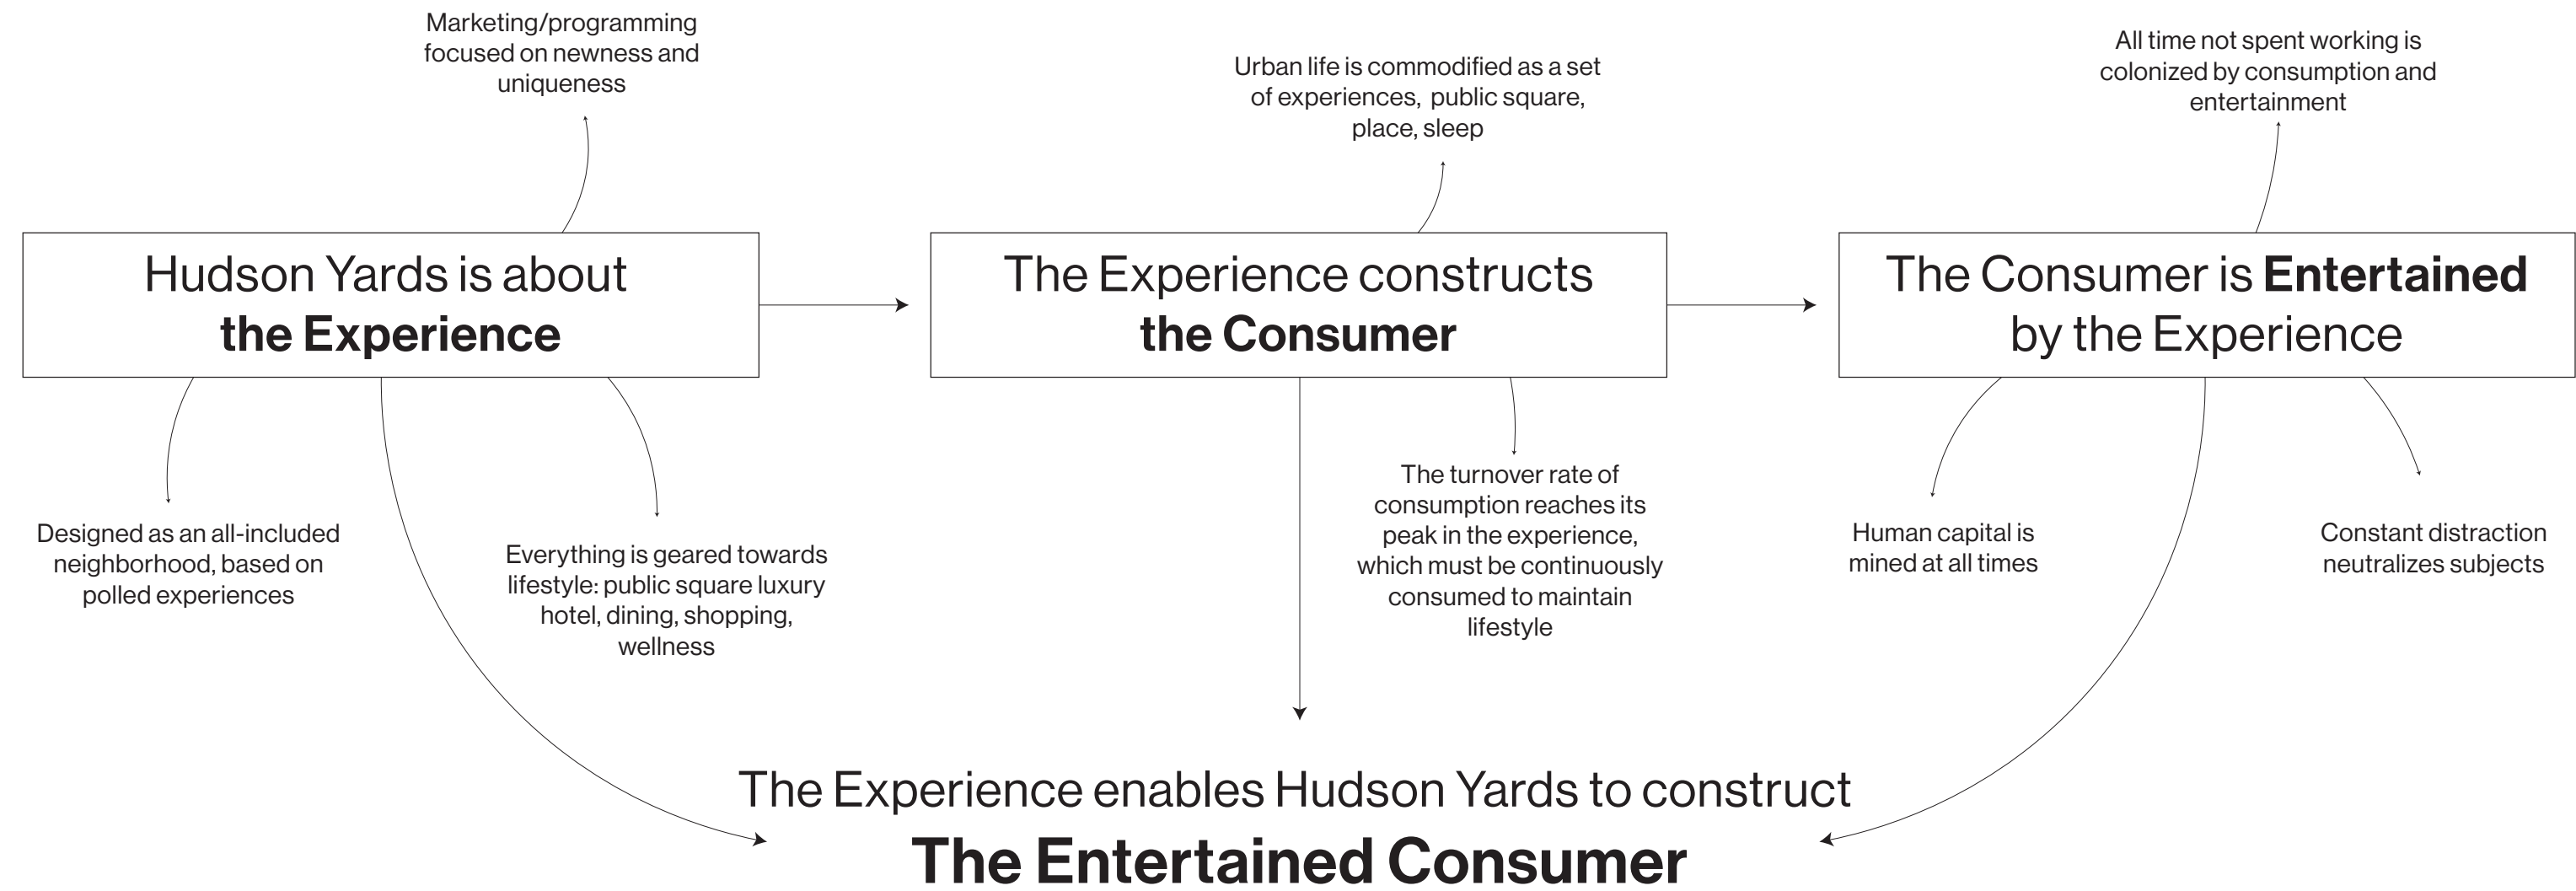 Marketing/programming
focused on newness and
uniqueness
Urban life is commodified as a set
of experiences, public square,
place, sleep
All time not spent working is
colonized by consumption and
entertainment
Hudson Yards is about
the Experience
The Experience constructs
the Consumer
The Consumer is Entertained
by the Experience
Designed as an all-included
neighborhood, based on
polled experiences
Everything is geared towards
lifestyle: public square luxury
hotel, dining, shopping,
wellness
The turnover rate of
consumption reaches its
peak in the experience,
which must be continuously
consumed to maintain
lifestyle
Human capital is
mined at all times
Constant distraction
neutralizes subjects
The Experience enables Hudson Yards to construct
The Entertained Consumer